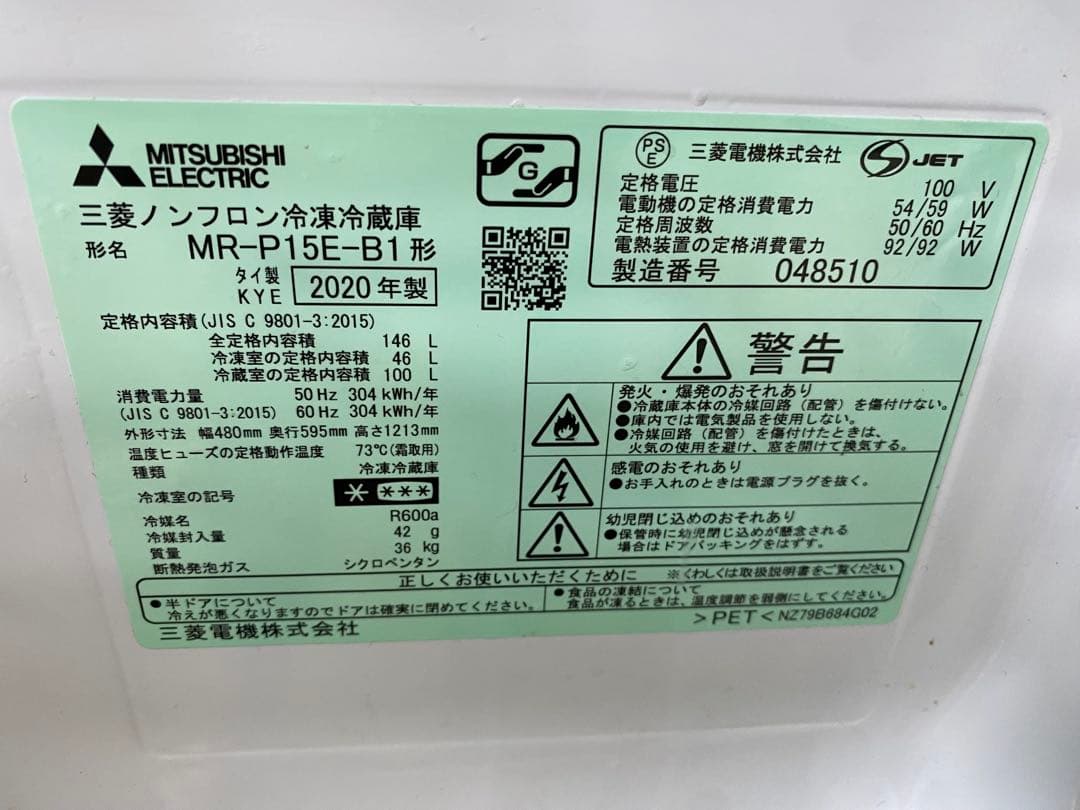 MITSUBISHI
ELECTRIC
三菱ノンフロン冷凍冷蔵庫
形名 MR-P15E-B1形
タイ製
KYE 2020年製
定格内容積(JIS C 9801-3:2015)
全定格内容積 146 L
冷凍室の定格内容積 46 L
冷蔵室の定格内容積 100 L
消費電力量 50 Hz 304 kWh/年
(JIS C 9801-3:2015) 60 Hz 304 kWh/年
外形寸法 幅480mm 奥行595mm 高さ1213mm
温度ヒューズの定格動作温度 73℃(霜取用)
種類 冷凍冷蔵庫
冷凍室の記号 * ***
冷媒名 R600a
冷媒封入量 42 g
質量 36 kg
断熱発泡ガス シクロペンタン
G
PS
E
三菱電機株式会社
S JET
定格電圧 100 V
電動機の定格消費電力 54/59 W
定格周波数 50/60 Hz
電熱装置の定格消費電力 92/92 W
製造番号 048510
警告
発火・爆発のおそれあり
●冷蔵庫本体の冷媒回路(配管)を傷付けない。
●庫内では電気製品を使用しない。
●冷媒回路(配管)を傷付けたときは、
火気の使用を避け、窓を開けて換気する。
感電のおそれあり
●お手入れのときは電源プラグを抜く。
幼児閉じ込めのおそれあり
●保管時に幼児閉じ込めが懸念される
場合はドアパッキングをはずす。
正しくお使いいただくために ※くわしくは取扱説明書をご覧ください
●半ドアについて
冷えが悪くなりますのでドアは確実に閉めてください。
●食品の凍結について
食品が凍るときは、温度調節を弱側にしてください。
三菱電機株式会社
>PET< NZ79B684G02